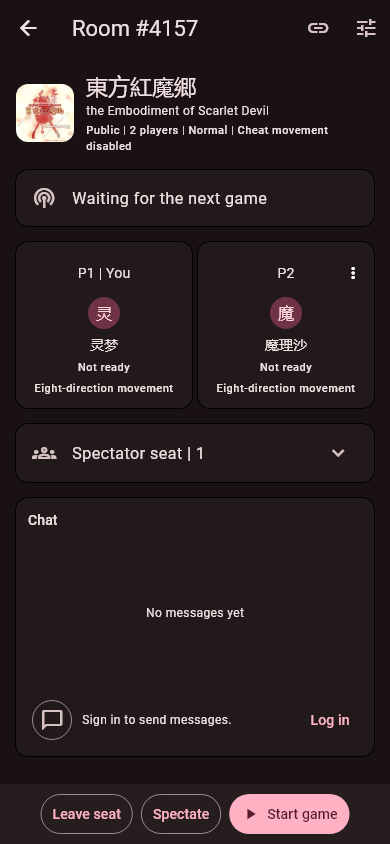 Room #4157
東方紅魔郷
the Embodiment of Scarlet Devil
Public | 2 players | Normal | Cheat movement
disabled
Waiting for the next game
P1 | You
灵
灵梦
Not ready
Eight-direction movement
P2
魔
魔理沙
Not ready
Eight-direction movement
Spectator seat | 1
Chat
No messages yet
Sign in to send messages.
Log in
Leave seat
Spectate
Start game